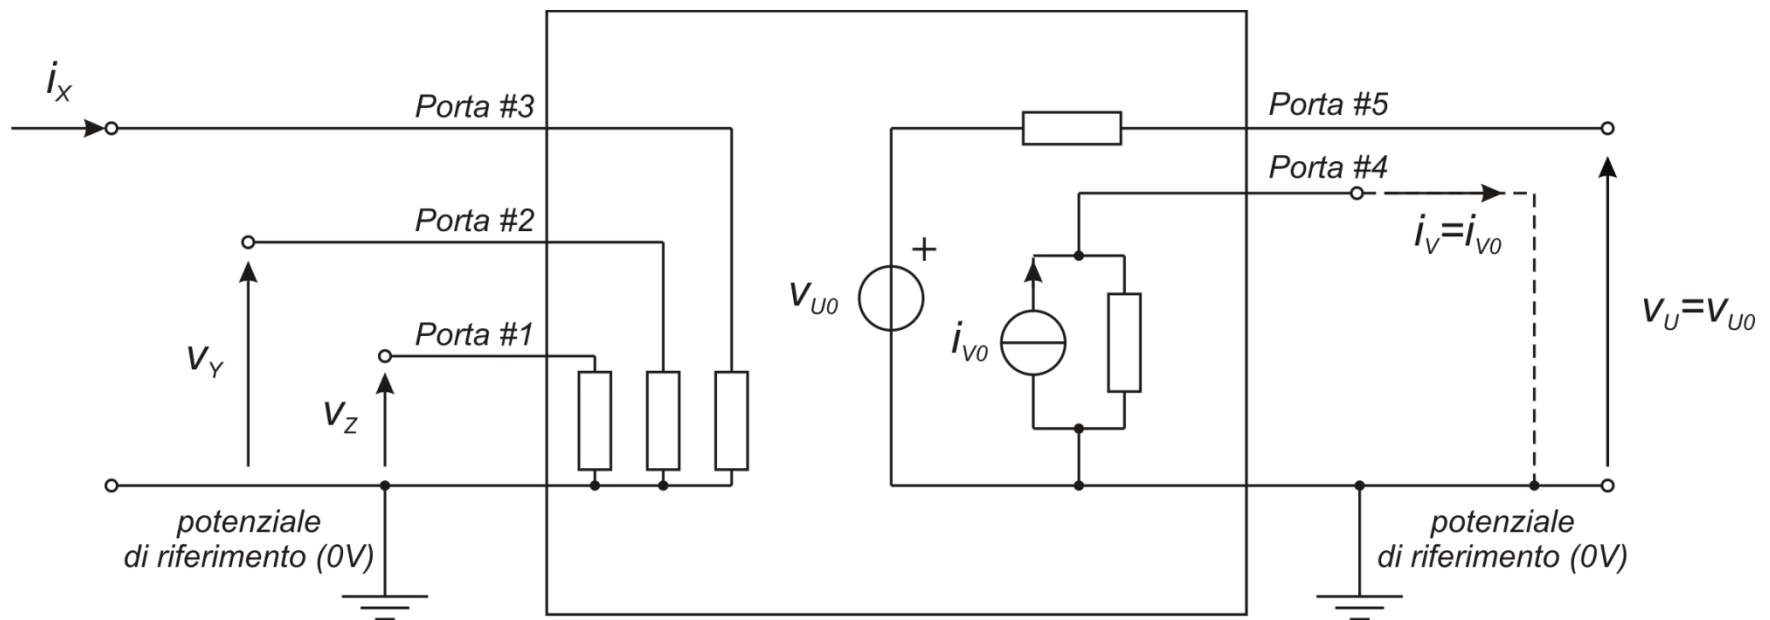 i_X
Porta #3
Porta #5
Porta #4
Porta #2
i_V=i_V0
+
v_U0
v_U=v_U0
Porta #1
i_V0
v_Y
v_Z
potenziale
di riferimento (0V)
potenziale
di riferimento (0V)